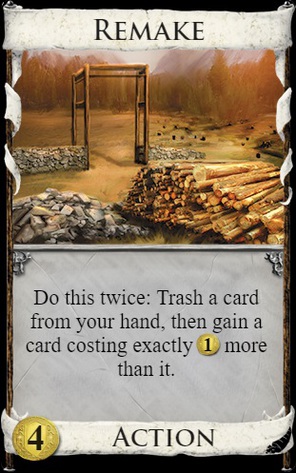 REMAKE
Do this twice: Trash a card
from your hand, then gain a
card costing exactly 1 more
than it.
4 ACTION